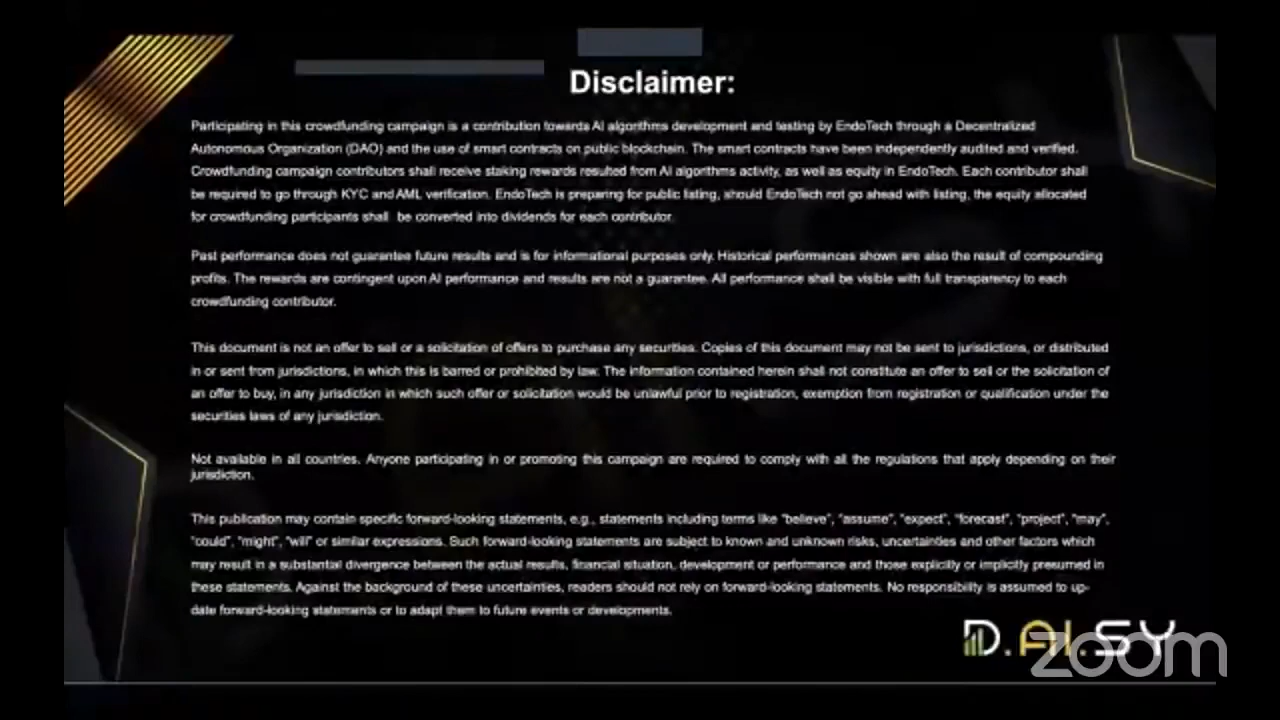 Disclaimer:
Participating in this crowdfunding campaign is a contribution towards AI algorithms development and testing by EndoTech through a Decentralized
Autonomous Organization (DAO) and the use of smart contracts on public blockchain. The smart contracts have been independently audited and verified.
Crowdfunding campaign contributors shall receive staking rewards resulted from AI algorithms activity, as well as equity in EndoTech. Each contributor shall
be required to go through KYC and AML verification. EndoTech is preparing for public listing, should EndoTech not go ahead with listing, the equity allocated
for crowdfunding participants shall be converted into dividends for each contributor.
Past performance does not guarantee future results and is for informational purposes only. Historical performances shown are also the result of compounding
profits. The rewards are contingent upon AI performance and results are not a guarantee. All performance shall be visible with full transparency to each
crowdfunding contributor.
This document is not an offer to sell or a solicitation of offers to purchase any securities. Copies of this document may not be sent to jurisdictions, or distributed
in or sent from jurisdictions, in which this is barred or prohibited by law. The information contained herein shall not constitute an offer to sell or the solicitation of
an offer to buy, in any jurisdiction in which such offer or solicitation would be unlawful prior to registration, exemption from registration or qualification under the
securities laws of any jurisdiction.
Not available in all countries. Anyone participating in or promoting this campaign are required to comply with all the regulations that apply depending on their
jurisdiction.
This publication may contain specific forward-looking statements, e.g., statements including terms like "believe", "assume", "expect", "forecast", "project", "may",
"could", "might", "will" or similar expressions. Such forward-looking statements are subject to known and unknown risks, uncertainties and other factors which
may result in a substantial divergence between the actual results, financial situation, development or performance and those explicitly or implicitly presumed in
these statements. Against the background of these uncertainties, readers should not rely on forward-looking statements. No responsibility is assumed to up-
date forward-looking statements or to adapt them to future events or developments.
D.AI.SY
zoom